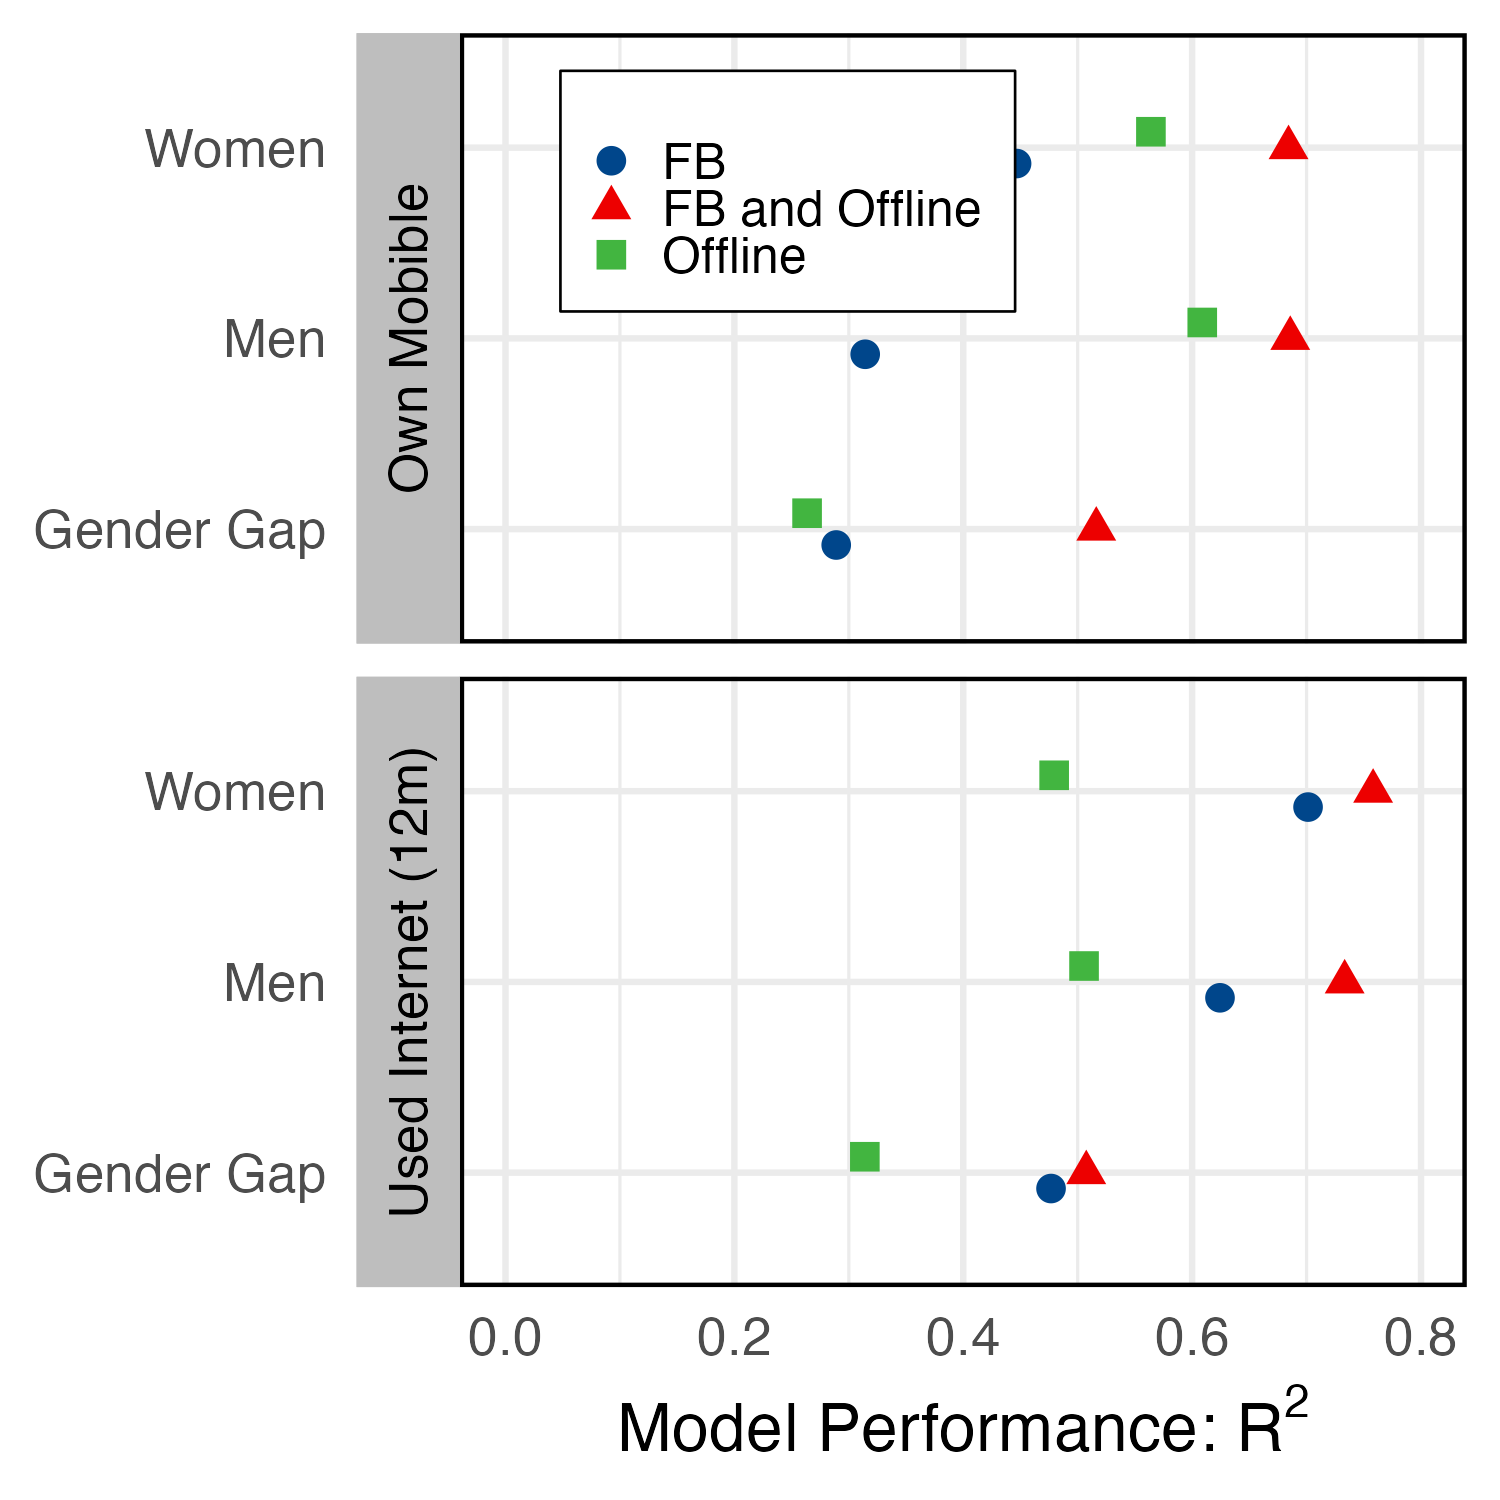 Women
Men
Gender Gap
Own Mobible
FB
FB and Offline
Offline
Women
Men
Gender Gap
Used Internet (12m)
0.0 0.2 0.4 0.6 0.8
Model Performance: R²